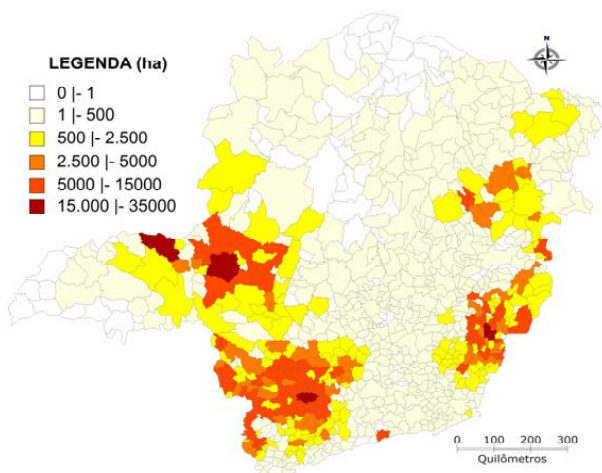 N
LEGENDA (ha)
0 |- 1
1 |- 500
500 |- 2.500
2.500 |- 5000
5000 |- 15000
15.000 |- 35000
0 100 200 300
Quilômetros